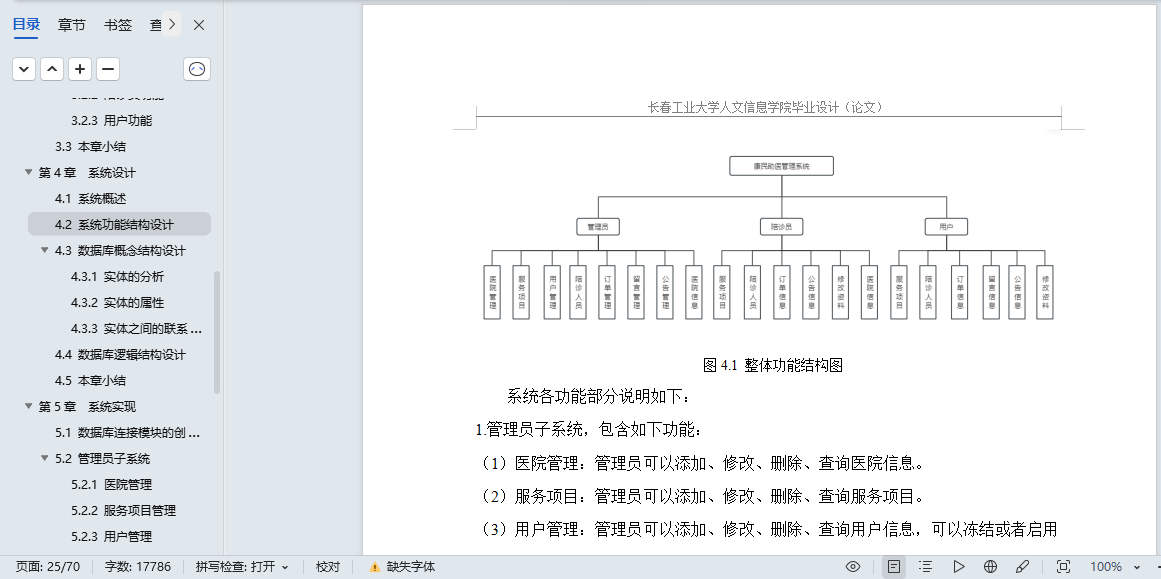 目录 章节 书签 查
3.2.3 用户功能
3.3 本章小结
第 4 章 系统设计
4.1 系统概述
4.2 系统功能结构设计
4.3 数据库概念结构设计
4.3.1 实体的分析
4.3.2 实体的属性
4.3.3 实体之间的联系 ...
4.4 数据库逻辑结构设计
4.5 本章小结
第 5 章 系统实现
5.1 数据库连接模块的创 ...
5.2 管理员子系统
5.2.1 医院管理
5.2.2 服务项目管理
5.2.3 用户管理
长春工业大学人文信息学院毕业设计（论文）
康民助医管理系统
管理员 陪诊员 用户
医院管理
服务项目
用户管理
陪诊人员
订单管理
留言管理
公告管理
医院信息
服务项目
陪诊人员
订单信息
公告信息
修改资料
医院信息
服务项目
陪诊人员
订单信息
留言信息
公告信息
修改资料
图 4.1 整体功能结构图
系统各功能部分说明如下：
1.管理员子系统，包含如下功能：
（1）医院管理：管理员可以添加、修改、删除、查询医院信息。
（2）服务项目：管理员可以添加、修改、删除、查询服务项目。
（3）用户管理：管理员可以添加、修改、删除、查询用户信息，可以冻结或者启用
页面: 25/70 字数: 17786 拼写检查: 打开 校对 缺失字体 100%